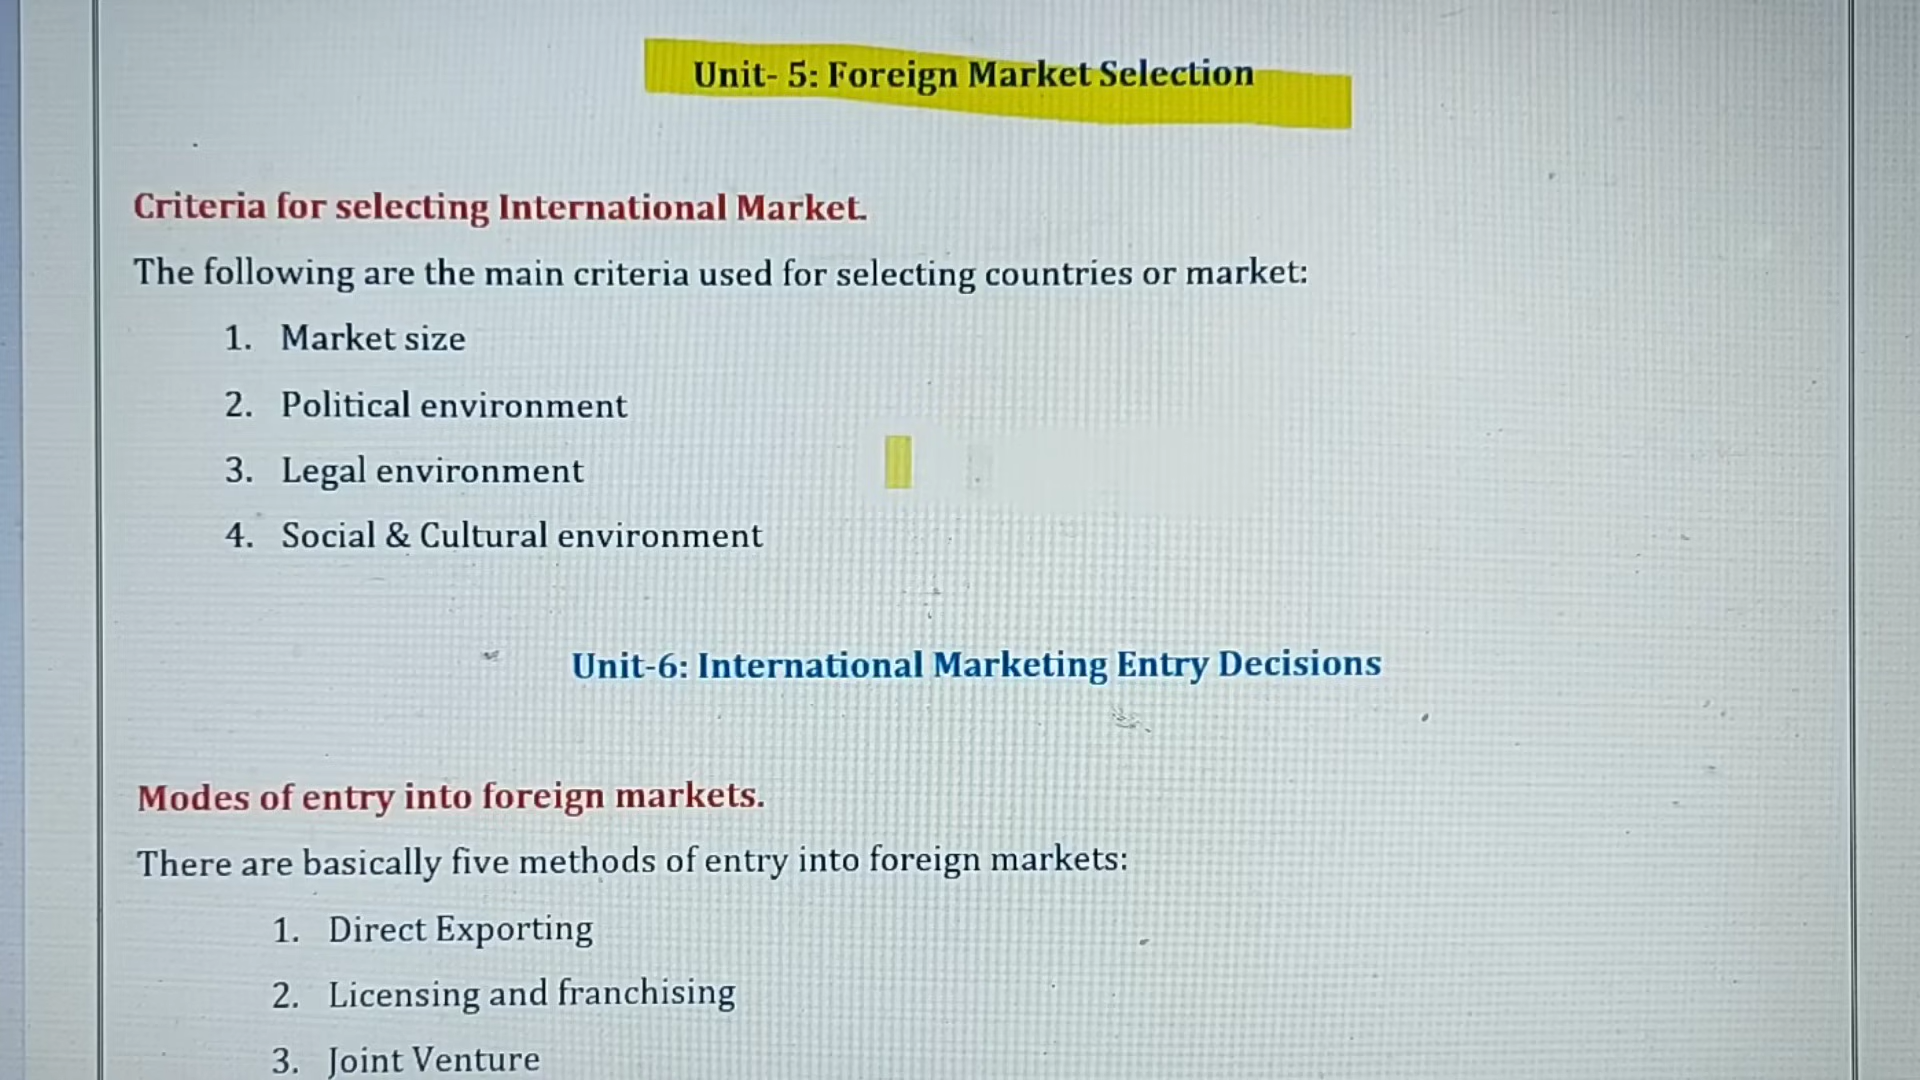 Unit- 5: Foreign Market Selection
Criteria for selecting International Market.
The following are the main criteria used for selecting countries or market:
1. Market size
2. Political environment
3. Legal environment
4. Social & Cultural environment
Unit-6: International Marketing Entry Decisions
Modes of entry into foreign markets.
There are basically five methods of entry into foreign markets:
1. Direct Exporting
2. Licensing and franchising
3. Joint Venture